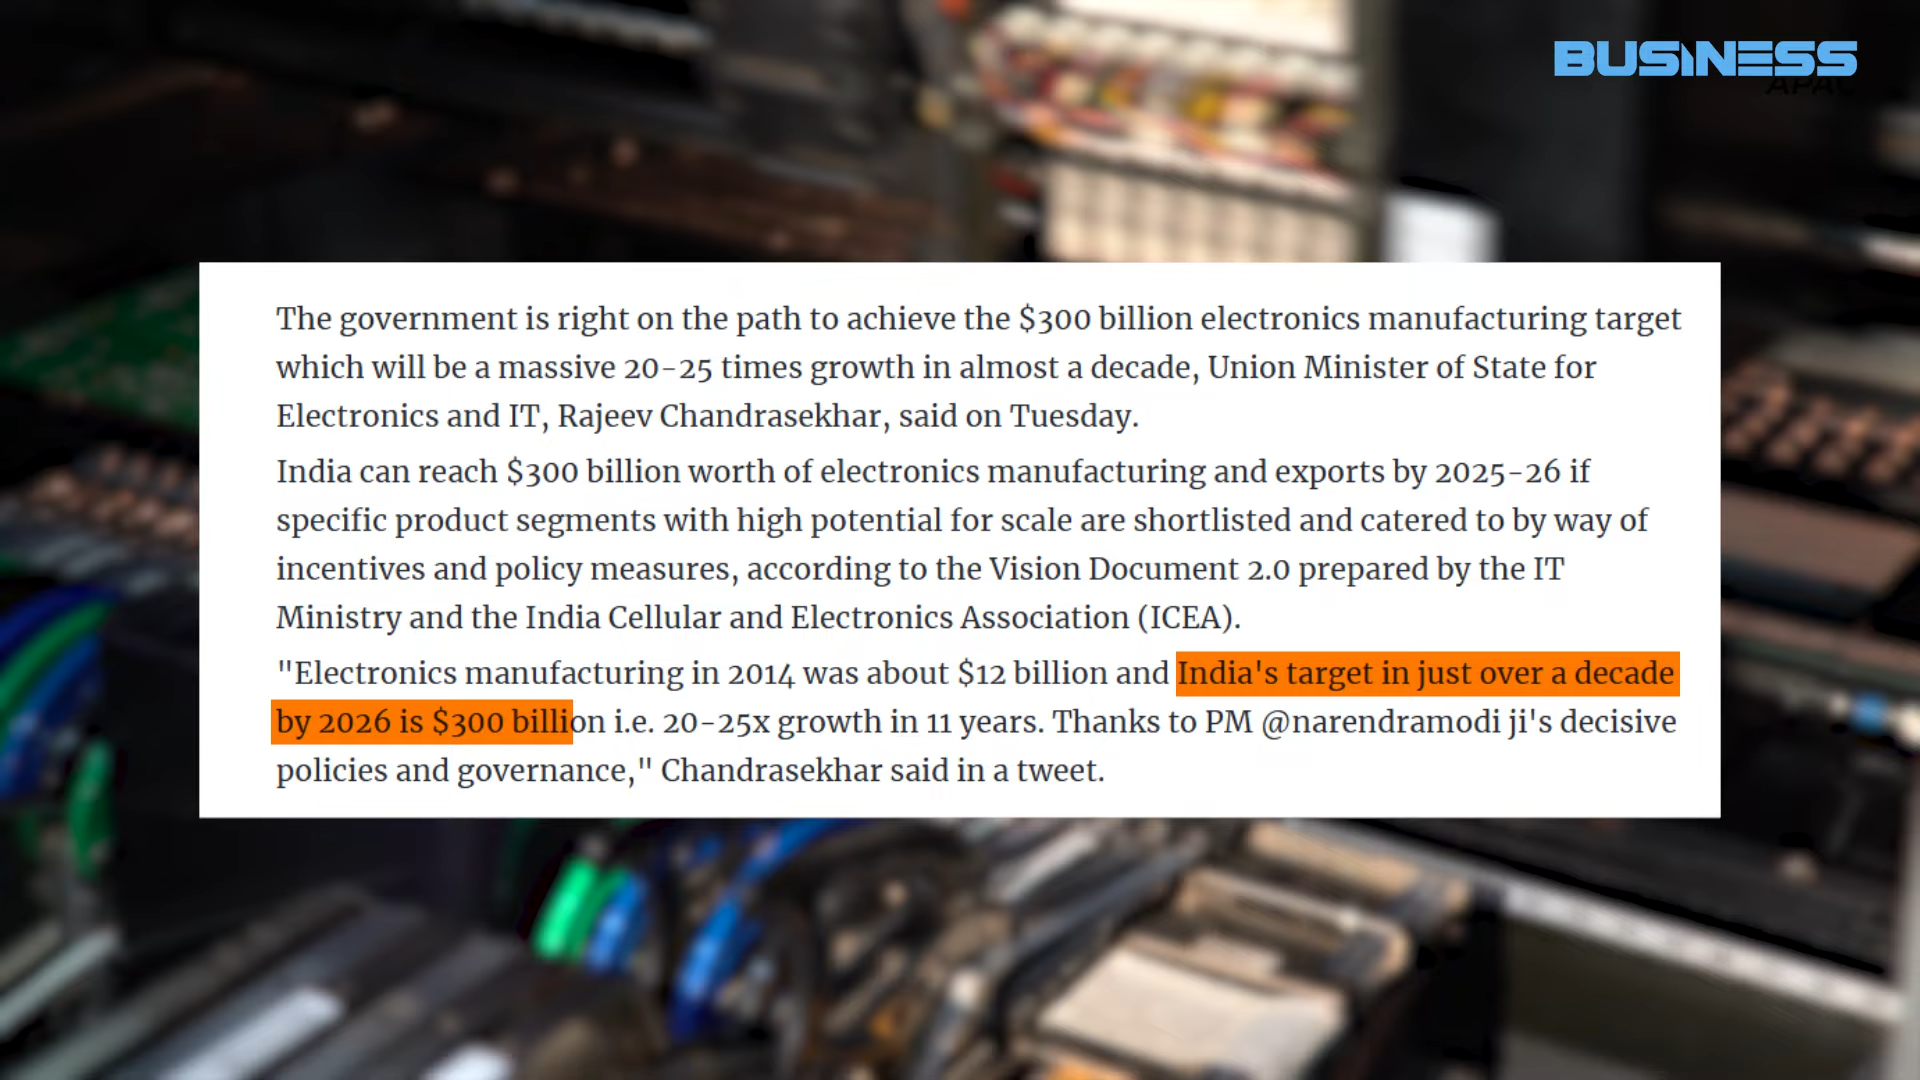 BUSINESS
APAC
The government is right on the path to achieve the $300 billion electronics manufacturing target
which will be a massive 20-25 times growth in almost a decade, Union Minister of State for
Electronics and IT, Rajeev Chandrasekhar, said on Tuesday.
India can reach $300 billion worth of electronics manufacturing and exports by 2025-26 if
specific product segments with high potential for scale are shortlisted and catered to by way of
incentives and policy measures, according to the Vision Document 2.0 prepared by the IT
Ministry and the India Cellular and Electronics Association (ICEA).
"Electronics manufacturing in 2014 was about $12 billion and India's target in just over a decade
by 2026 is $300 billion i.e. 20-25x growth in 11 years. Thanks to PM @narendramodi ji's decisive
policies and governance," Chandrasekhar said in a tweet.